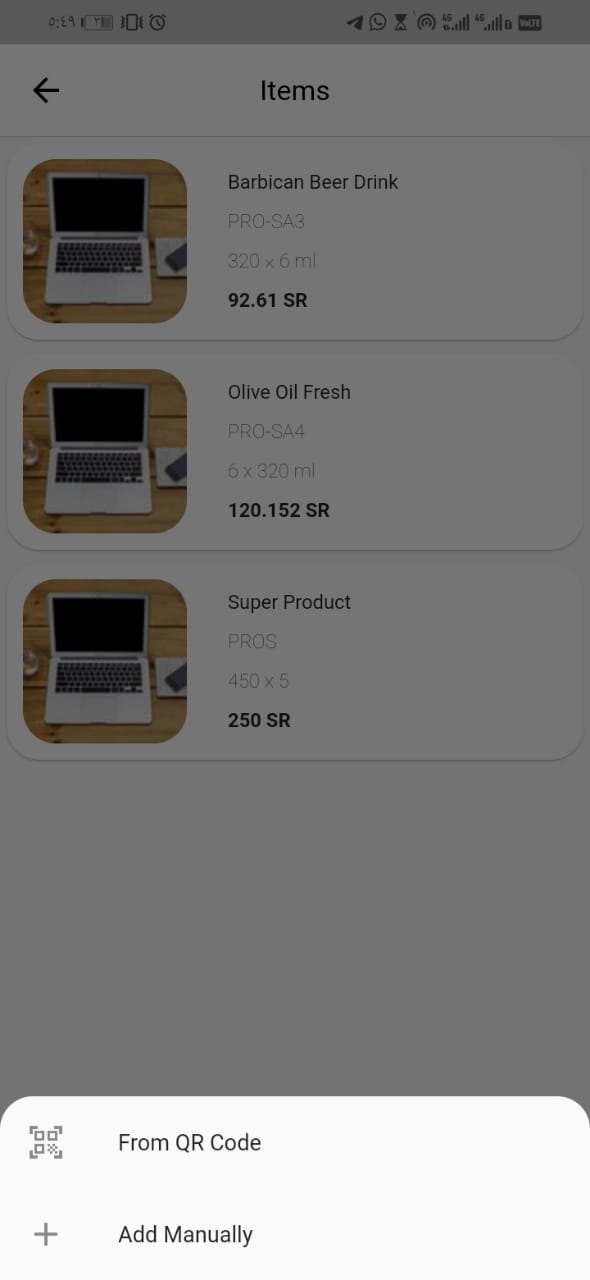 ٥:٤٩ ٢١
4G 4G VoLTE
Items
Barbican Beer Drink
PRO-SA3
320 x 6 ml
92.61 SR
Olive Oil Fresh
PRO-SA4
6 x 320 ml
120.152 SR
Super Product
PROS
450 x 5
250 SR
From QR Code
Add Manually